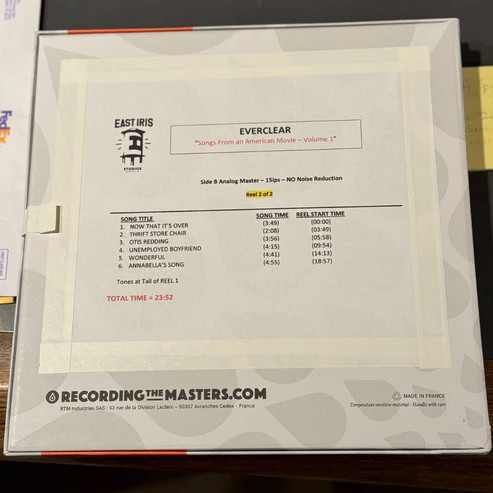 FedEx
EAST IRIS
STUDIOS
EVERCLEAR
"Songs From an American Movie – Volume 1"
Side B Analog Master – 15ips – NO Noise Reduction
Reel 2 of 2
SONG TITLE SONG TIME REEL START TIME
1. NOW THAT IT'S OVER (3:49) (00:00)
2. THRIFT STORE CHAIR (2:08) (03:49)
3. OTIS REDDING (3:56) (05:58)
4. UNEMPLOYED BOYFRIEND (4:15) (09:54)
5. WONDERFUL (4:41) (14:13)
6. ANNABELLA'S SONG (4:55) (18:57)
Tones at Tail of REEL 1
TOTAL TIME = 23:52
RECORDING THE MASTERS.COM
RTM Industries SAS - 53 rue de la Division Leclerc – 50307 Avranches Cedex - France
MADE IN FRANCE
Temperature sensitive material - Handle with care